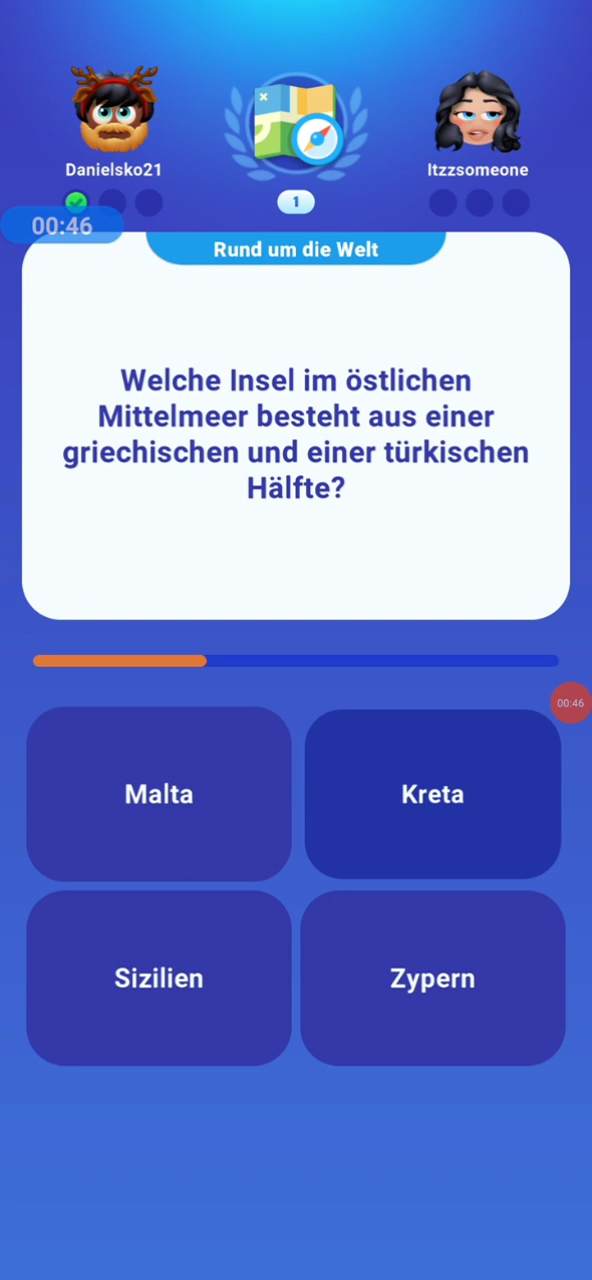 Danielsko21
Itzzsomeone
1
00:46
Rund um die Welt
Welche Insel im östlichen
Mittelmeer besteht aus einer
griechischen und einer türkischen
Hälfte?
00:46
Malta
Kreta
Sizilien
Zypern